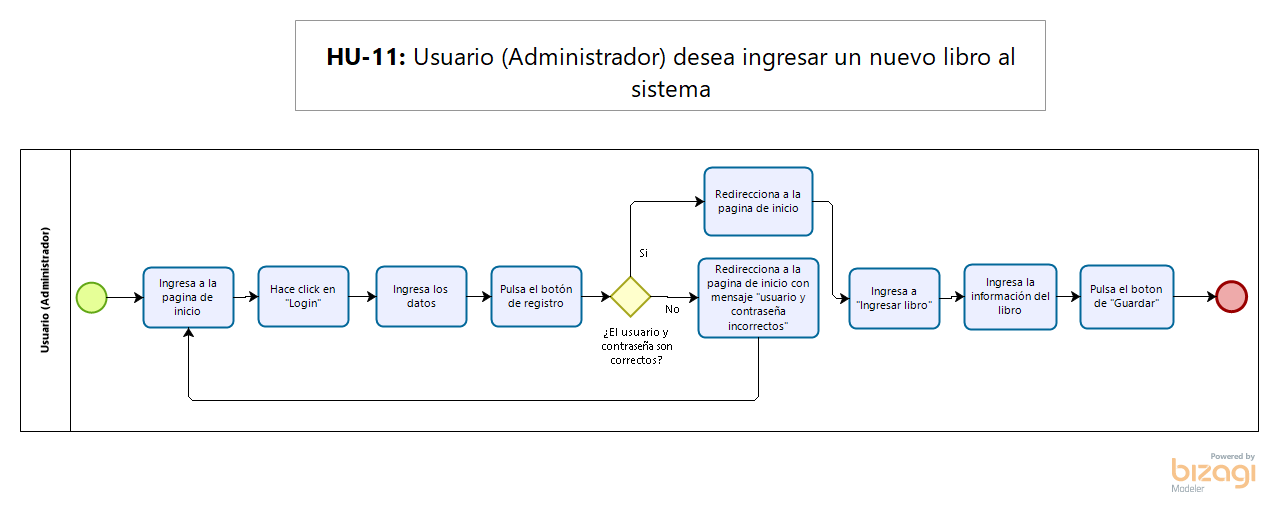 HU-11: Usuario (Administrador) desea ingresar un nuevo libro al
sistema
Usuario (Administrador)
Ingresa a la
pagina de
inicio
Hace click en
"Login"
Ingresa los
datos
Pulsa el botón
de registro
¿El usuario y
contraseña son
correctos?
Si
No
Redirecciona a la
pagina de inicio
Redirecciona a la
pagina de inicio con
mensaje "usuario y
contraseña
incorrectos"
Ingresa a
"Ingresar libro"
Ingresa la
información del
libro
Pulsa el boton
de "Guardar"
Powered by
bizagi
Modeler